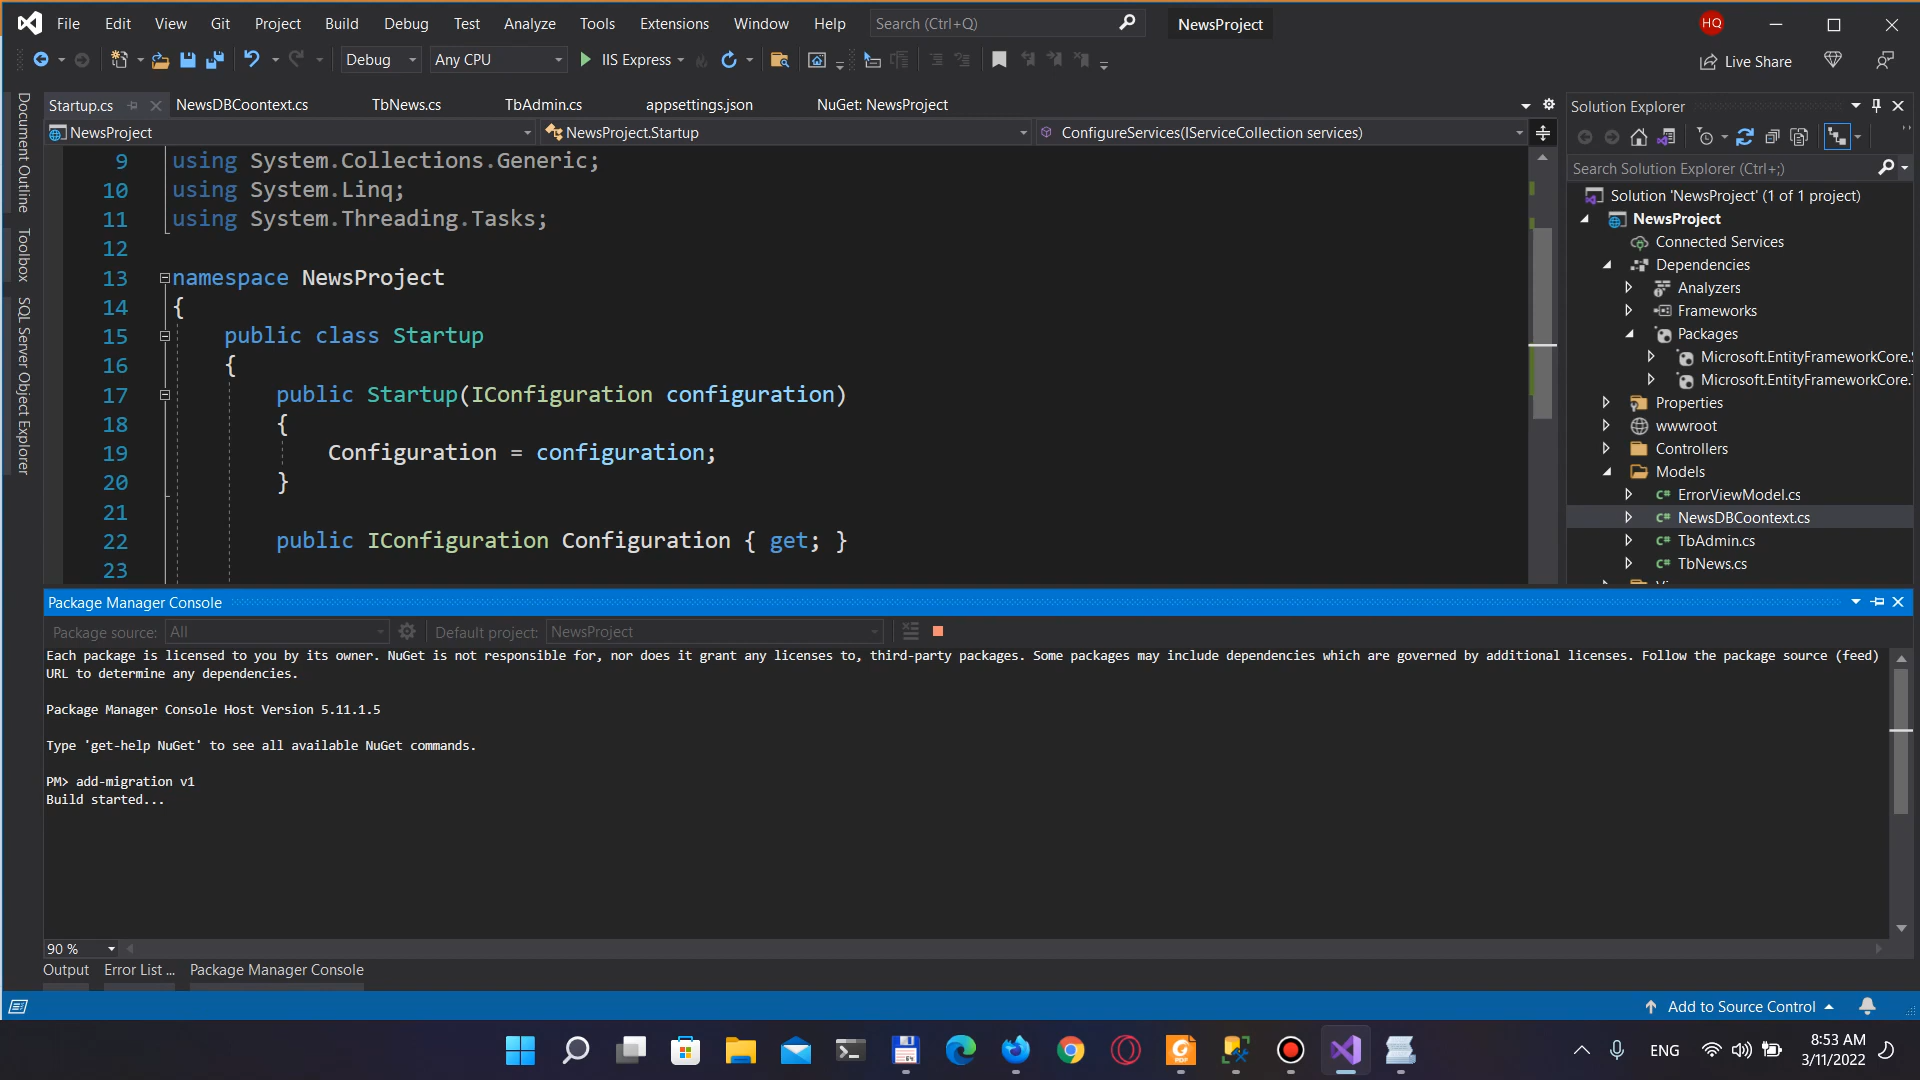 File Edit View Git Project Build Debug Test Analyze Tools Extensions Window Help Search (Ctrl+Q) NewsProject HQ
Debug Any CPU IIS Express Live Share
Startup.cs NewsDBCoontext.cs TbNews.cs TbAdmin.cs appsettings.json NuGet: NewsProject
NewsProject NewsProject.Startup ConfigureServices(IServiceCollection services)
Document Outline
Toolbox
SQL Server Object Explorer
9 using System.Collections.Generic;
10 using System.Linq;
11 using System.Threading.Tasks;
12
13 namespace NewsProject
14 {
15 public class Startup
16 {
17 public Startup(IConfiguration configuration)
18 {
19 Configuration = configuration;
20 }
21
22 public IConfiguration Configuration { get; }
23
Solution Explorer
Search Solution Explorer (Ctrl+;)
Solution 'NewsProject' (1 of 1 project)
NewsProject
Connected Services
Dependencies
Analyzers
Frameworks
Packages
Microsoft.EntityFrameworkCore.
Microsoft.EntityFrameworkCore.
Properties
wwwroot
Controllers
Models
ErrorViewModel.cs
NewsDBCoontext.cs
TbAdmin.cs
TbNews.cs
Package Manager Console
Package source: All Default project: NewsProject
Each package is licensed to you by its owner. NuGet is not responsible for, nor does it grant any licenses to, third-party packages. Some packages may include dependencies which are governed by additional licenses. Follow the package source (feed)
URL to determine any dependencies.
Package Manager Console Host Version 5.11.1.5
Type 'get-help NuGet' to see all available NuGet commands.
PM> add-migration v1
Build started...
90 %
Output Error List ... Package Manager Console
Add to Source Control
ENG 8:53 AM
3/11/2022